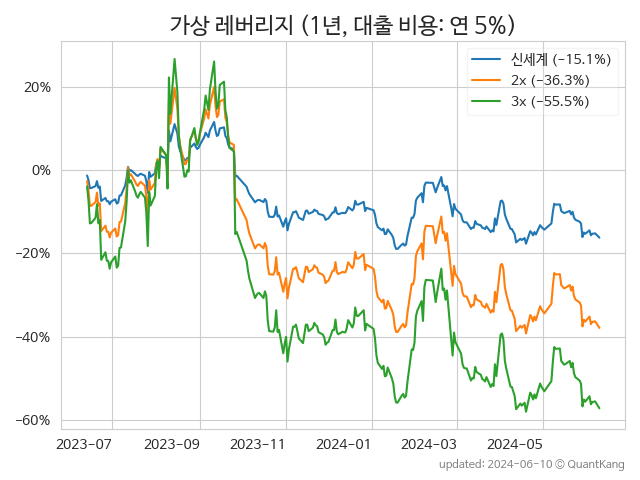 가상 레버리지 (1년, 대출 비용: 연 5%)
신세계 (-15.1%)
2x (-36.3%)
3x (-55.5%)
20%
0%
-20%
-40%
-60%
2023-07 2023-09 2023-11 2024-01 2024-03 2024-05
updated: 2024-06-10 © QuantKang